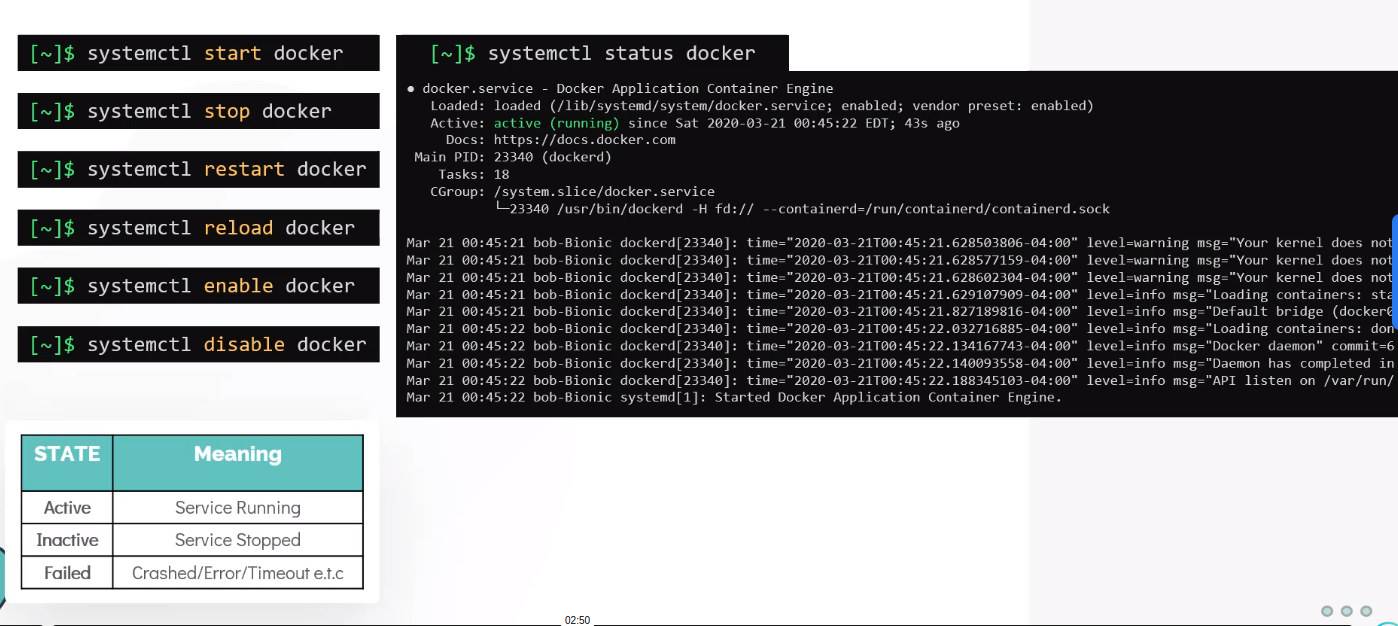 [~]$ systemctl start docker
[~]$ systemctl stop docker
[~]$ systemctl restart docker
[~]$ systemctl reload docker
[~]$ systemctl enable docker
[~]$ systemctl disable docker
[~]$ systemctl status docker
● docker.service - Docker Application Container Engine
Loaded: loaded (/lib/systemd/system/docker.service; enabled; vendor preset: enabled)
Active: active (running) since Sat 2020-03-21 00:45:22 EDT; 43s ago
Docs: https://docs.docker.com
Main PID: 23340 (dockerd)
Tasks: 18
CGroup: /system.slice/docker.service
└─23340 /usr/bin/dockerd -H fd:// --containerd=/run/containerd/containerd.sock
Mar 21 00:45:21 bob-Bionic dockerd[23340]: time="2020-03-21T00:45:21.628503806-04:00" level=warning msg="Your kernel does not
Mar 21 00:45:21 bob-Bionic dockerd[23340]: time="2020-03-21T00:45:21.628577159-04:00" level=warning msg="Your kernel does not
Mar 21 00:45:21 bob-Bionic dockerd[23340]: time="2020-03-21T00:45:21.628602304-04:00" level=warning msg="Your kernel does not
Mar 21 00:45:21 bob-Bionic dockerd[23340]: time="2020-03-21T00:45:21.629107909-04:00" level=info msg="Loading containers: sta
Mar 21 00:45:21 bob-Bionic dockerd[23340]: time="2020-03-21T00:45:21.827189816-04:00" level=info msg="Default bridge (docker0
Mar 21 00:45:22 bob-Bionic dockerd[23340]: time="2020-03-21T00:45:22.032716885-04:00" level=info msg="Loading containers: don
Mar 21 00:45:22 bob-Bionic dockerd[23340]: time="2020-03-21T00:45:22.134167743-04:00" level=info msg="Docker daemon" commit=6
Mar 21 00:45:22 bob-Bionic dockerd[23340]: time="2020-03-21T00:45:22.140093558-04:00" level=info msg="Daemon has completed in
Mar 21 00:45:22 bob-Bionic dockerd[23340]: time="2020-03-21T00:45:22.188345103-04:00" level=info msg="API listen on /var/run/
Mar 21 00:45:22 bob-Bionic systemd[1]: Started Docker Application Container Engine.
STATE Meaning
Active Service Running
Inactive Service Stopped
Failed Crashed/Error/Timeout e.t.c
02:50